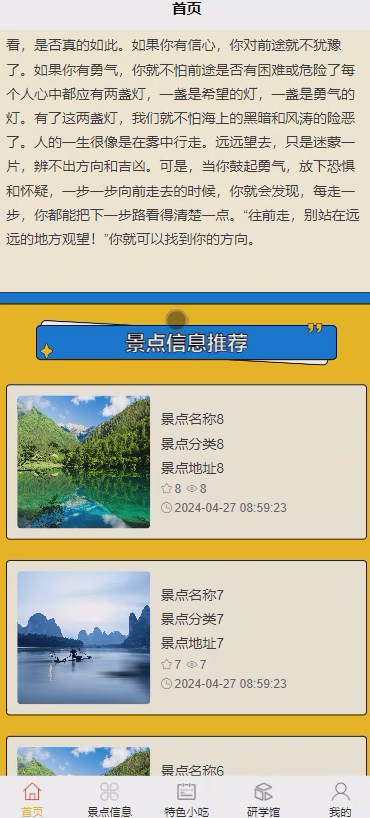 首页
看，是否真的如此。如果你有信心，你对前途就不犹豫
了。如果你有勇气，你就不怕前途是否有困难或危险了每
个人心中都应有两盏灯，一盏是希望的灯，一盏是勇气的
灯。有了这两盏灯，我们就不怕海上的黑暗和风涛的险恶
了。人的一生很像是在雾中行走。远远望去，只是迷蒙一
片，辨不出方向和吉凶。可是，当你鼓起勇气，放下恐惧
和怀疑，一步一步向前走去的时候，你就会发现，每走一
步，你都能把下一步路看得清楚一点。“往前走，别站在远
远的地方观望！”你就可以找到你的方向。
景点信息推荐
景点名称8
景点分类8
景点地址8
8 8
2024-04-27 08:59:23
景点名称7
景点分类7
景点地址7
7 7
2024-04-27 08:59:23
景点名称6
首页 景点信息 特色小吃 研学馆 我的